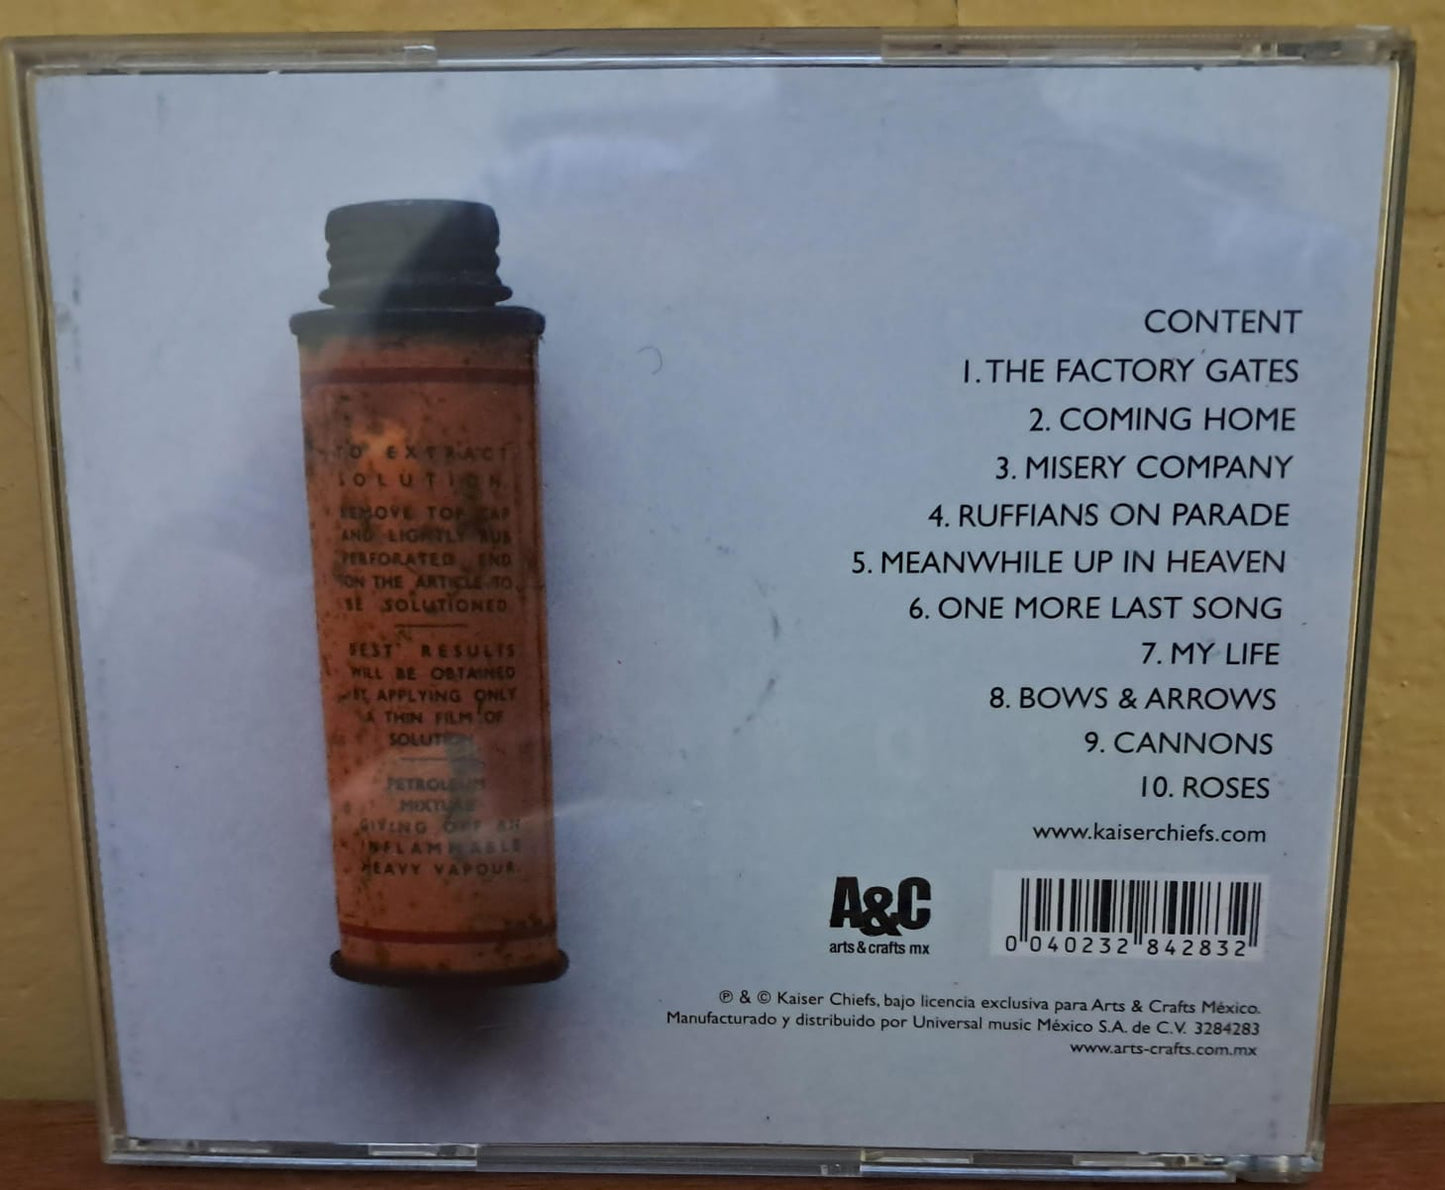 TO EXTRACT
SOLUTION
REMOVE TOP CAP
AND LIGHTLY RUB
PERFORATED END
ON THE ARTICLE TO
BE SOLUTIONED
BEST RESULTS
WILL BE OBTAINED
BY APPLYING ONLY
A THIN FILM OF
SOLUTION
PETROLEUM
MIXTURE
GIVING OFF AN
INFLAMMABLE
HEAVY VAPOUR
CONTENT
1. THE FACTORY GATES
2. COMING HOME
3. MISERY COMPANY
4. RUFFIANS ON PARADE
5. MEANWHILE UP IN HEAVEN
6. ONE MORE LAST SONG
7. MY LIFE
8. BOWS & ARROWS
9. CANNONS
10. ROSES
www.kaiserchiefs.com
A&C
arts & crafts mx
0 040232 842832
℗ & © Kaiser Chiefs, bajo licencia exclusiva para Arts & Crafts México.
Manufacturado y distribuido por Universal music México S.A. de C.V. 3284283
www.arts-crafts.com.mx